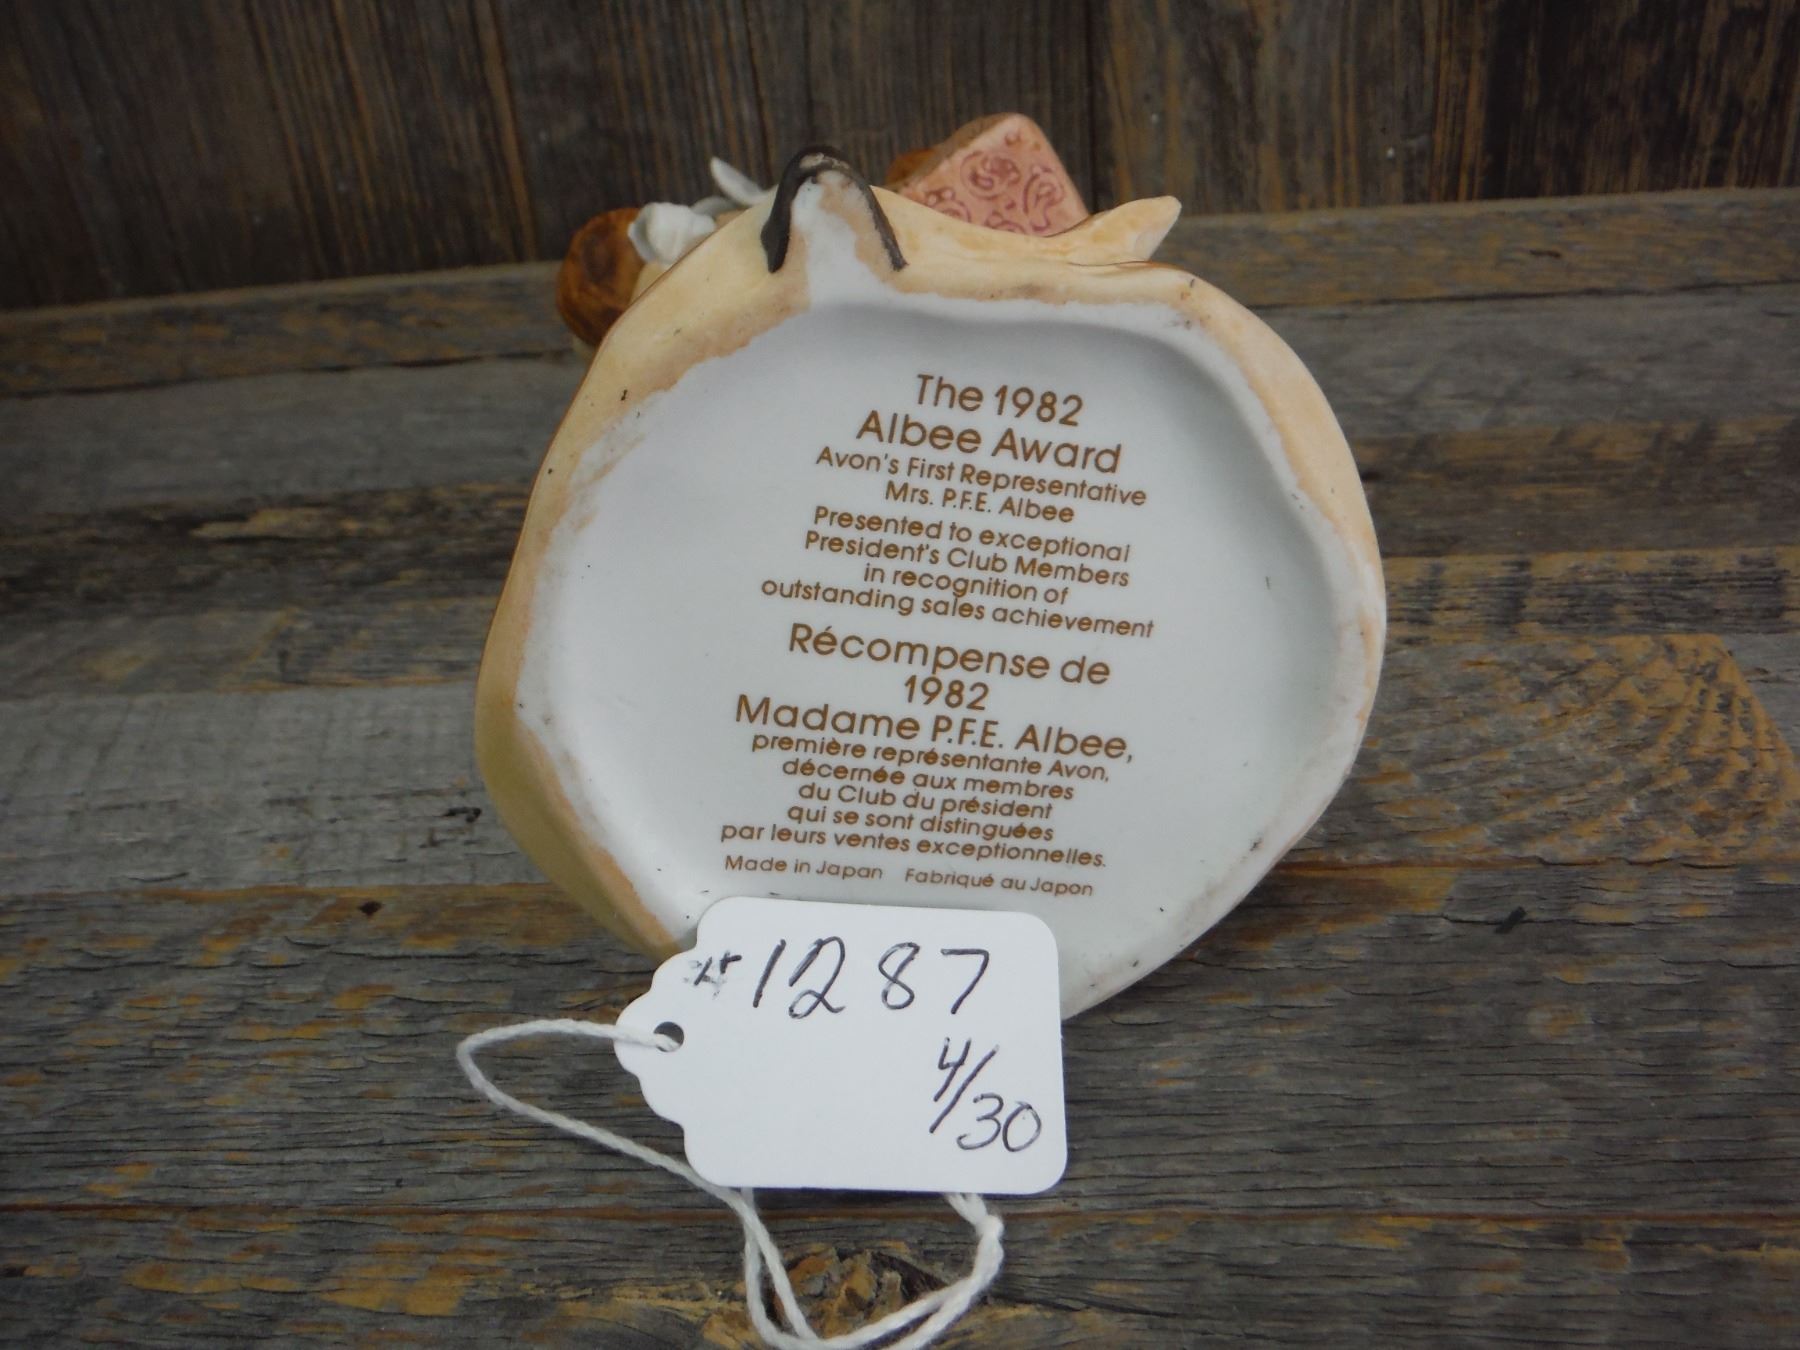 The 1982
Albee Award
Avon's First Representative
Mrs. P.F.E. Albee
Presented to exceptional
President's Club Members
in recognition of
outstanding sales achievement
Récompense de
1982
Madame P.F.E. Albee,
première représentante Avon,
décernée aux membres
du Club du président
qui se sont distinguées
par leurs ventes exceptionnelles.
Made in Japan Fabriqué au Japon
1287
4/30